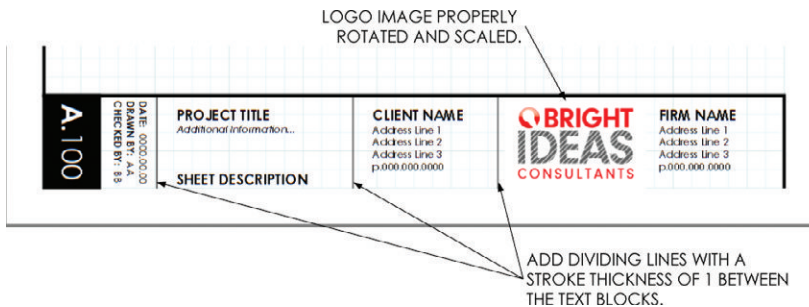 LOGO IMAGE PROPERLY
ROTATED AND SCALED.
A.100
DATE: 0000.00.00
DRAWN BY: AA
CHECKED BY: BB
PROJECT TITLE
Additional Information...
SHEET DESCRIPTION
CLIENT NAME
Address Line 1
Address Line 2
Address Line 3
p.000.000.0000
BRIGHT
IDEAS
CONSULTANTS
FIRM NAME
Address Line 1
Address Line 2
Address Line 3
p.000.000.0000
ADD DIVIDING LINES WITH A
STROKE THICKNESS OF 1 BETWEEN
THE TEXT BLOCKS.